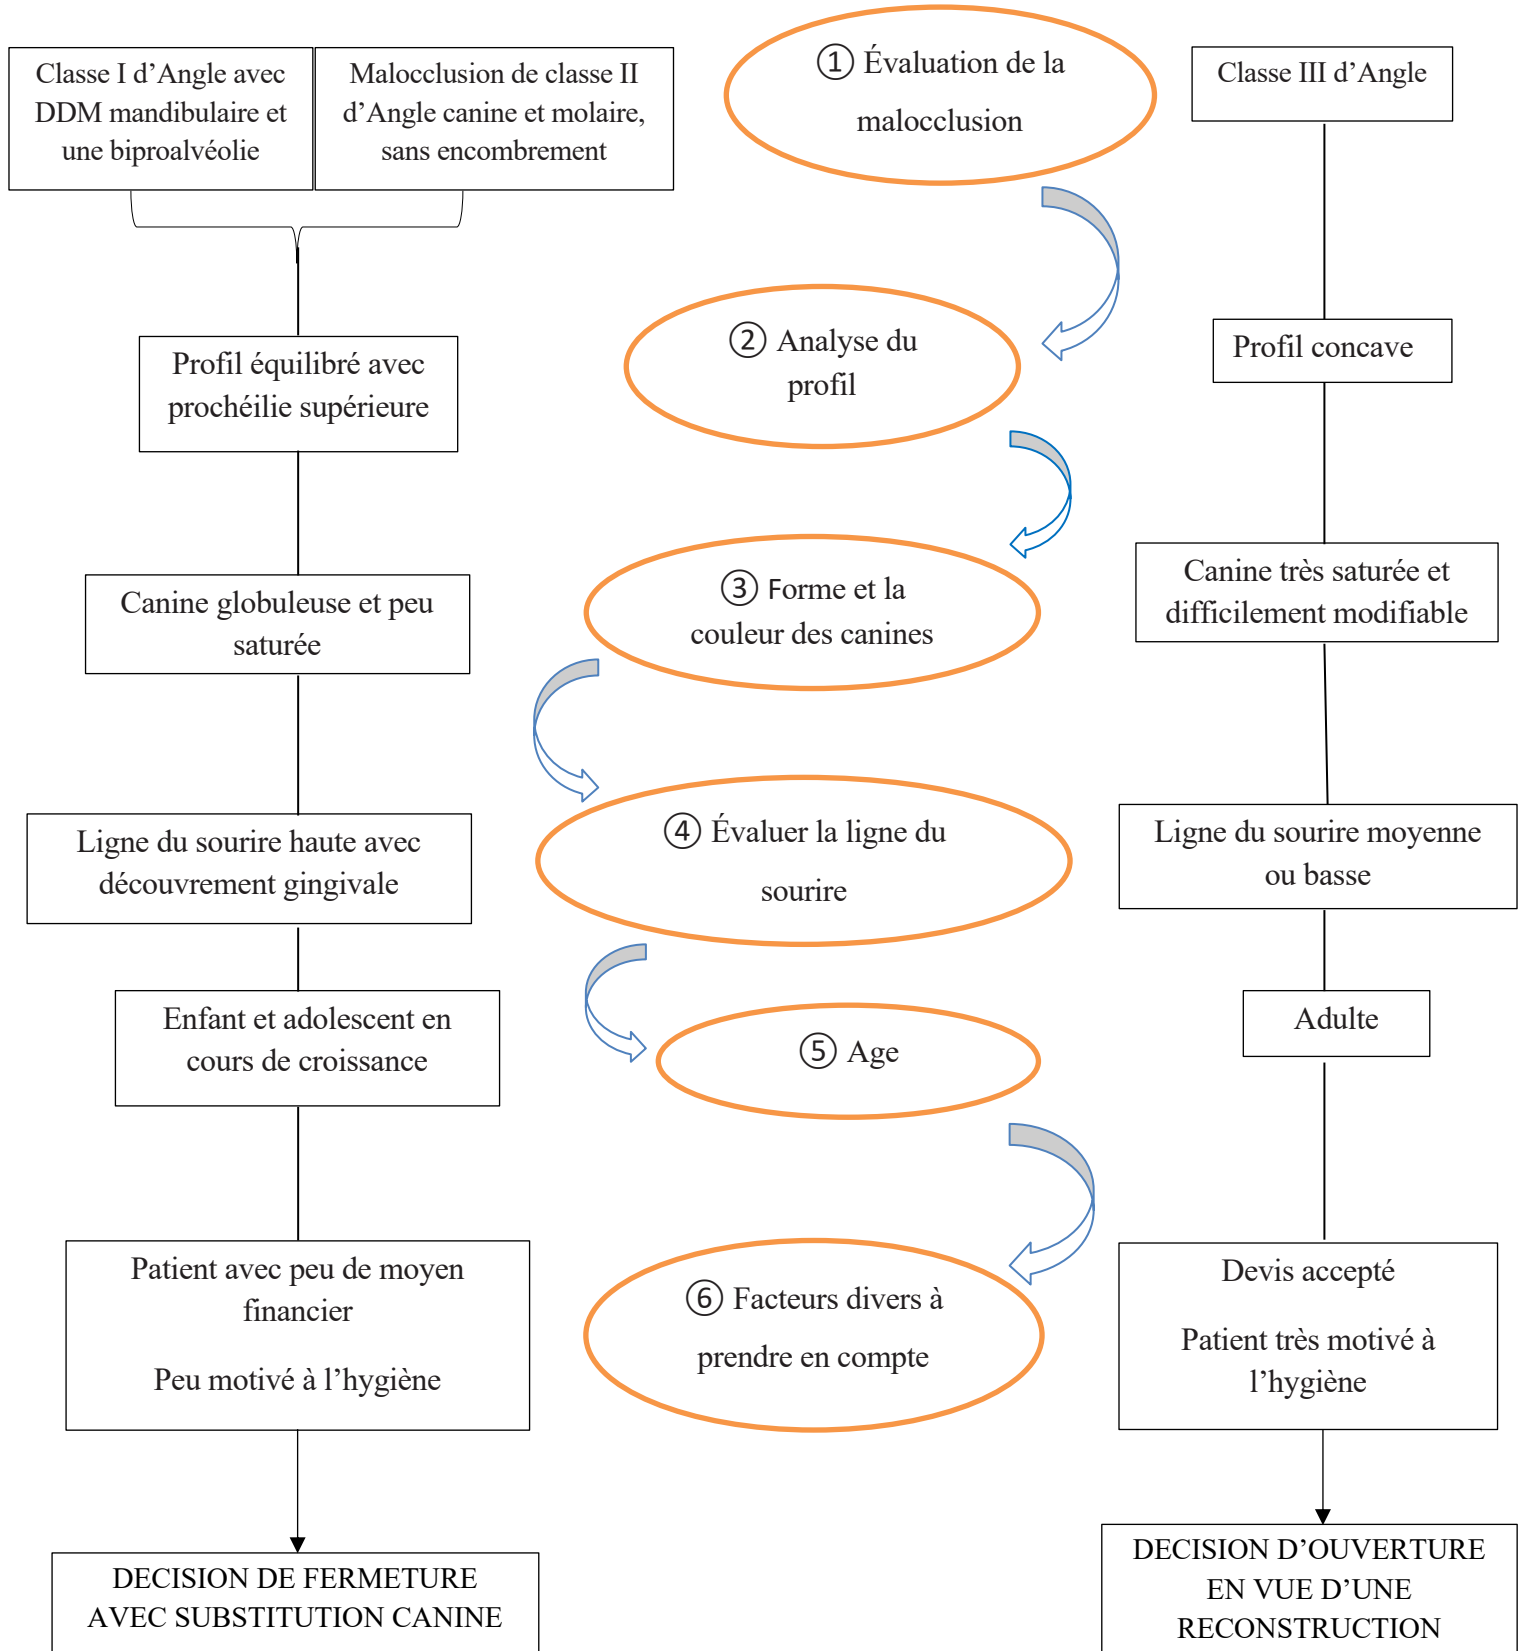 Classe I d’Angle avec
DDM mandibulaire et
une biproalvéolie
Malocclusion de classe II
d’Angle canine et molaire,
sans encombrement
① Évaluation de la
malocclusion
Classe III d’Angle
Profil équilibré avec
prochéilie supérieure
② Analyse du
profil
Profil concave
Canine globuleuse et peu
saturée
③ Forme et la
couleur des canines
Canine très saturée et
difficilement modifiable
Ligne du sourire haute avec
découvrement gingivale
④ Évaluer la ligne du
sourire
Ligne du sourire moyenne
ou basse
Enfant et adolescent en
cours de croissance
⑤ Age
Adulte
Patient avec peu de moyen
financier
Peu motivé à l’hygiène
⑥ Facteurs divers à
prendre en compte
Devis accepté
Patient très motivé à
l’hygiène
DECISION DE FERMETURE
AVEC SUBSTITUTION CANINE
DECISION D’OUVERTURE
EN VUE D’UNE
RECONSTRUCTION